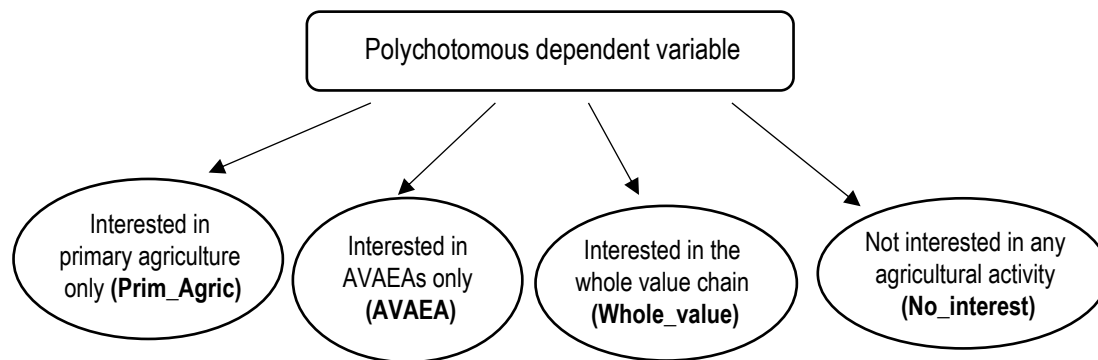 Polychotomous dependent variable
Interested in
primary agriculture
only (Prim_Agric)
Interested in
AVAEAs only
(AVAEA)
Interested in the
whole value chain
(Whole_value)
Not interested in any
agricultural activity
(No_interest)